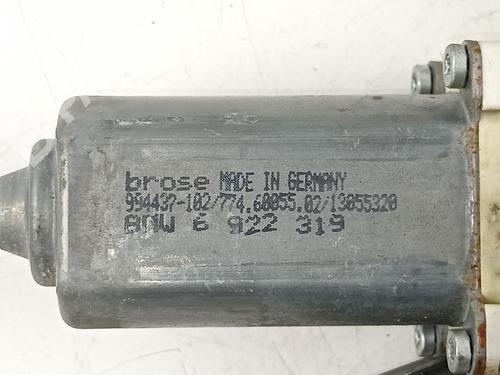 brose MADE IN GERMANY
994437-102/774.60055.02/13055320
BMW 6 922 319